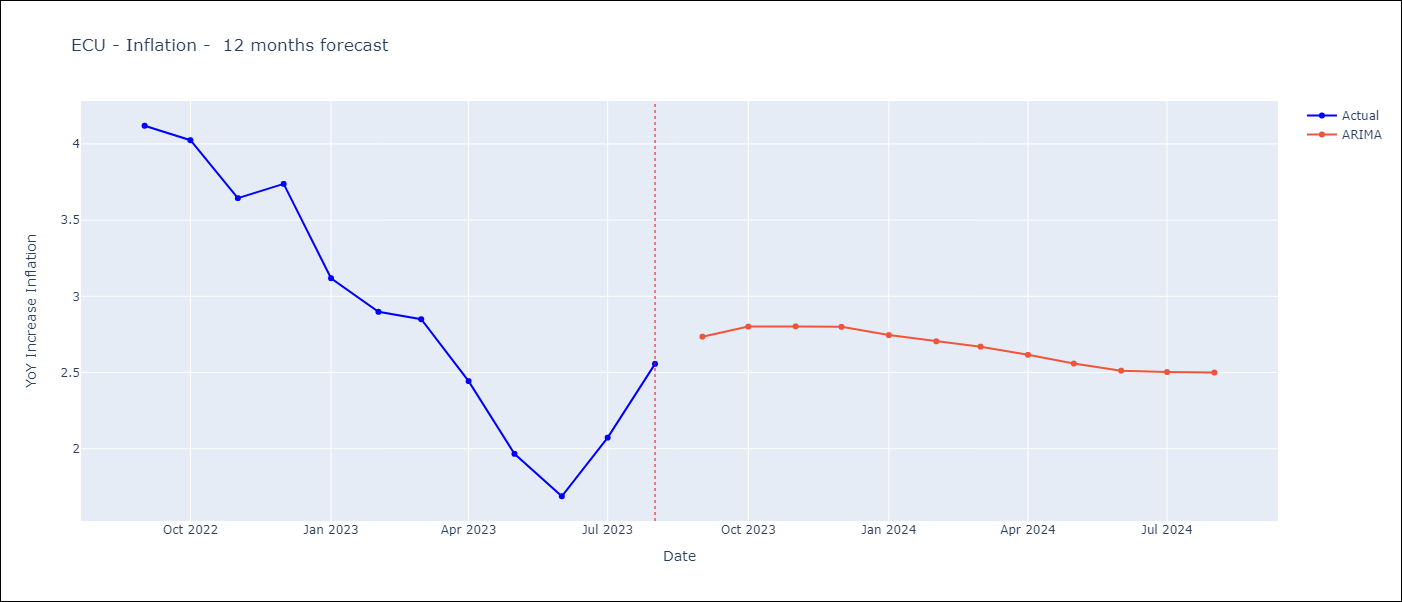 ECU - Inflation -  12 months forecast
Actual
ARIMA
YoY Increase Inflation
4
3.5
3
2.5
2
Oct 2022
Jan 2023
Apr 2023
Jul 2023
Oct 2023
Jan 2024
Apr 2024
Jul 2024
Date